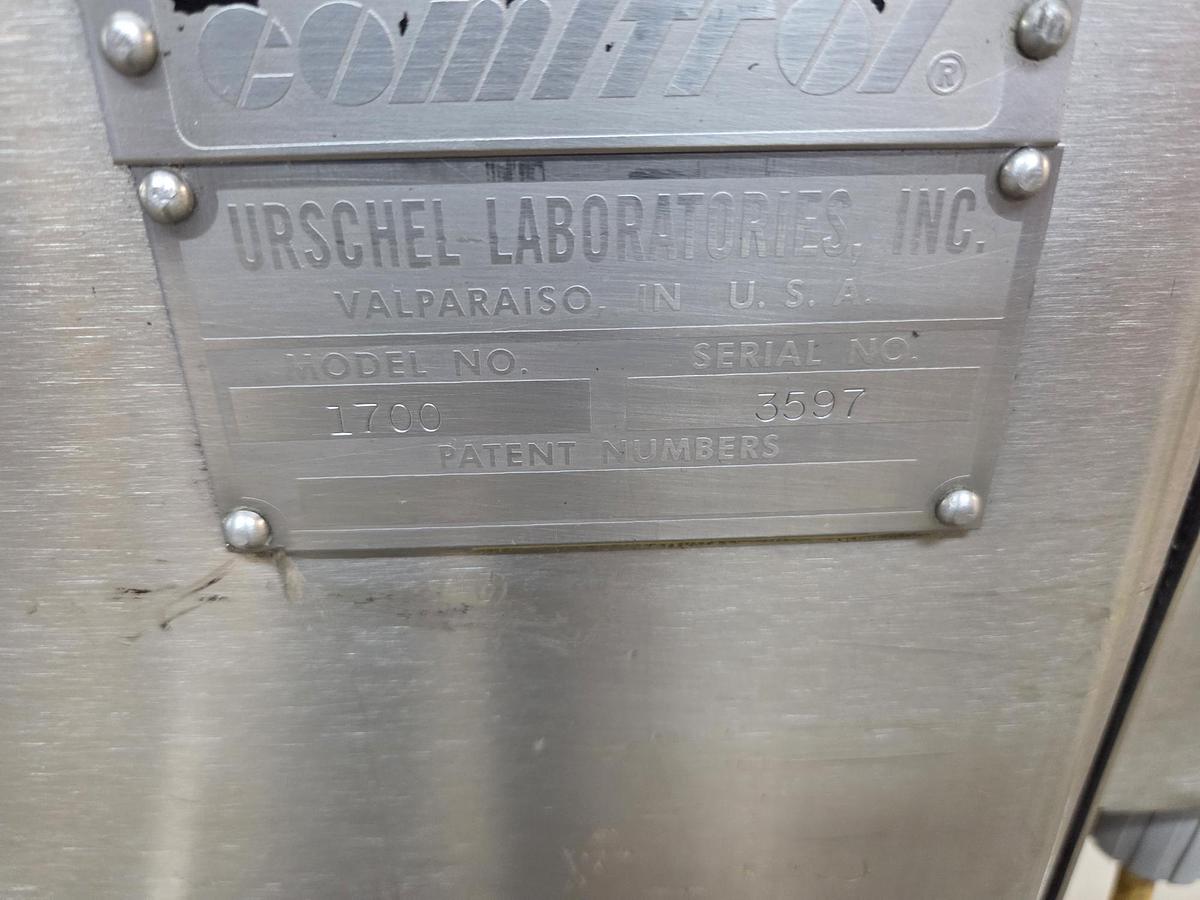 comitrol®
URSCHEL LABORATORIES, INC.
VALPARAISO, IN U. S. A.
MODEL NO. SERIAL NO.
1700 3597
PATENT NUMBERS